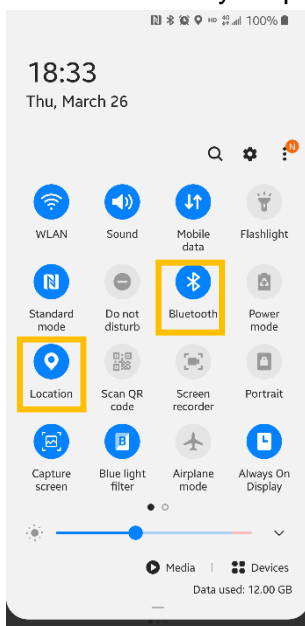 100%
18:33
Thu, March 26
N
WLAN
Sound
Mobile
data
Flashlight
Standard
mode
Do not
disturb
Bluetooth
Power
mode
Location
Scan QR
code
Screen
recorder
Portrait
Capture
screen
B
Blue light
filter
Airplane
mode
Always On
Display
Media | Devices
Data used: 12.00 GB